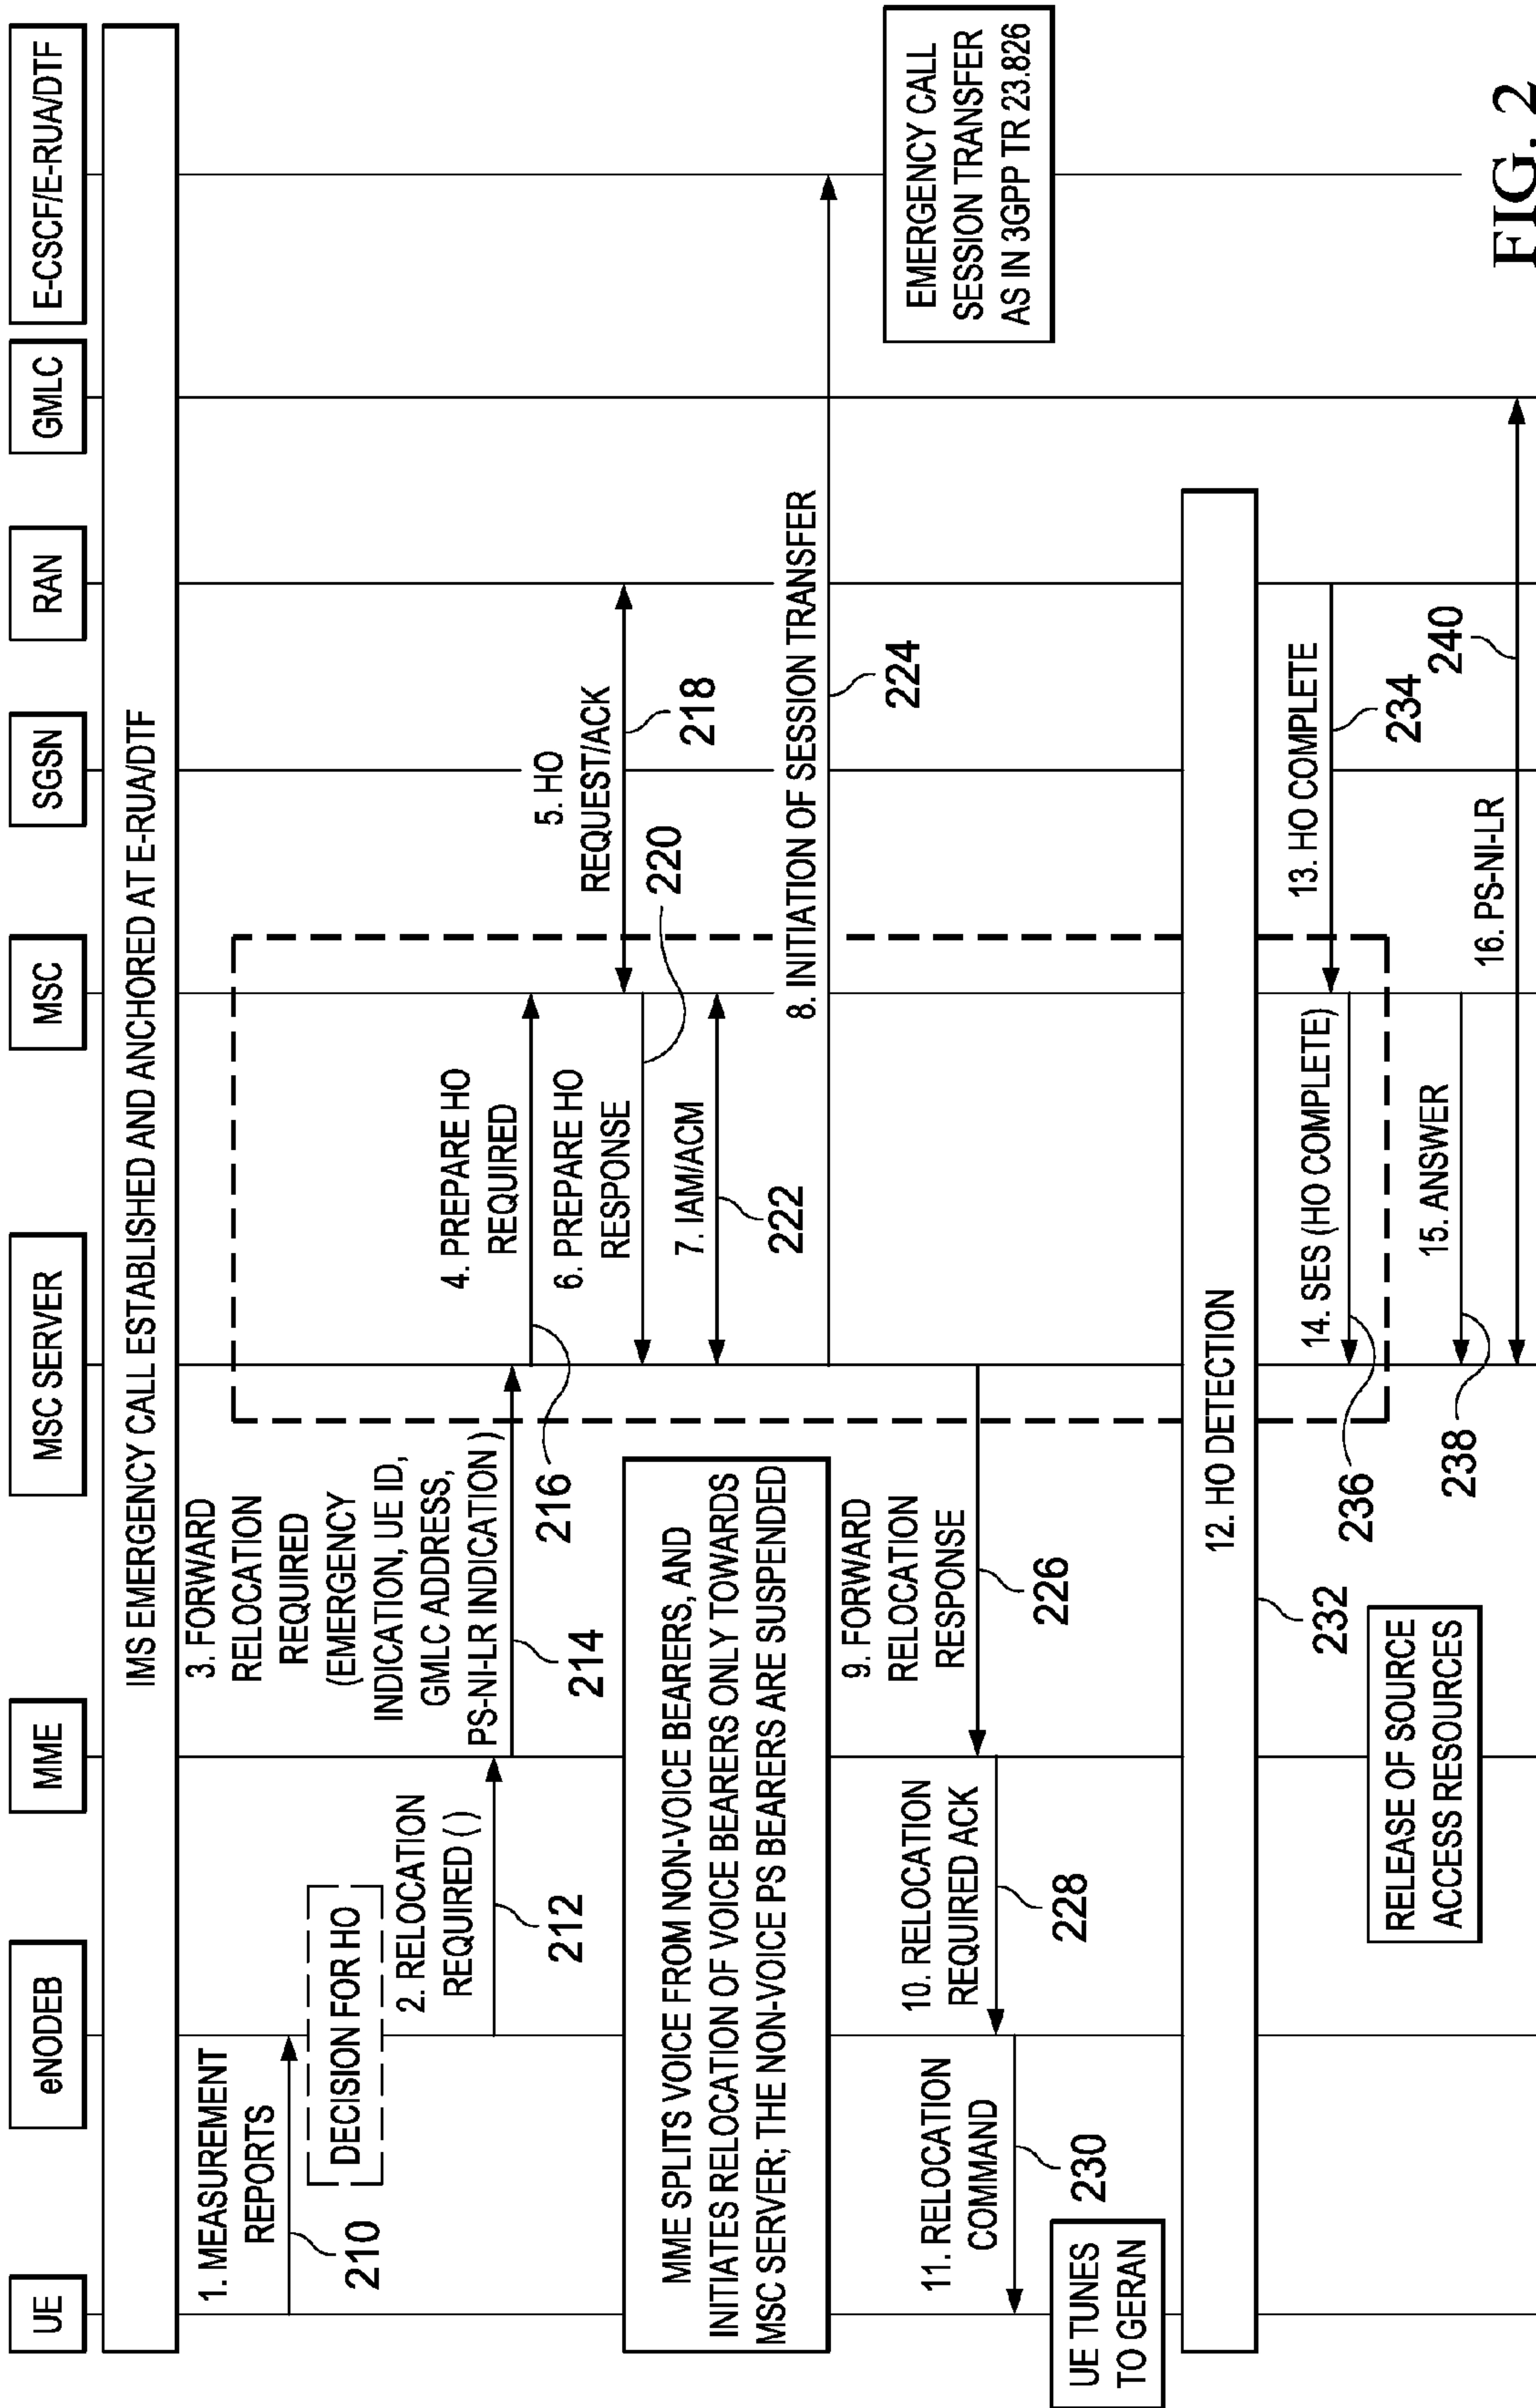 UE
eNODEB
MME
MSC SERVER
MSC
SGSN
RAN
GMLC
E-CSCF/E-RUA/DTF
IMS EMERGENCY CALL ESTABLISHED AND ANCHORED AT E-RUA/DTF
1. MEASUREMENT
REPORTS
210
DECISION FOR HO
2. RELOCATION
REQUIRED ( )
212
3. FORWARD
RELOCATION
REQUIRED
(EMERGENCY
INDICATION, UE ID,
GMLC ADDRESS,
PS-NI-LR INDICATION )
214
4. PREPARE HO
REQUIRED
216
5. HO
REQUEST/ACK
218
6. PREPARE HO
RESPONSE
220
7. IAM/ACM
222
MME SPLITS VOICE FROM NON-VOICE BEARERS, AND
INITIATES RELOCATION OF VOICE BEARERS ONLY TOWARDS
MSC SERVER; THE NON-VOICE PS BEARERS ARE SUSPENDED
8. INITIATION OF SESSION TRANSFER
224
EMERGENCY CALL
SESSION TRANSFER
AS IN 3GPP TR 23.826
9. FORWARD
RELOCATION
RESPONSE
226
10. RELOCATION
REQUIRED ACK
228
11. RELOCATION
COMMAND
230
UE TUNES
TO GERAN
12. HO DETECTION
232
13. HO COMPLETE
234
14. SES (HO COMPLETE)
236
RELEASE OF SOURCE
ACCESS RESOURCES
15. ANSWER
238
16. PS-NI-LR
240
FIG. 2